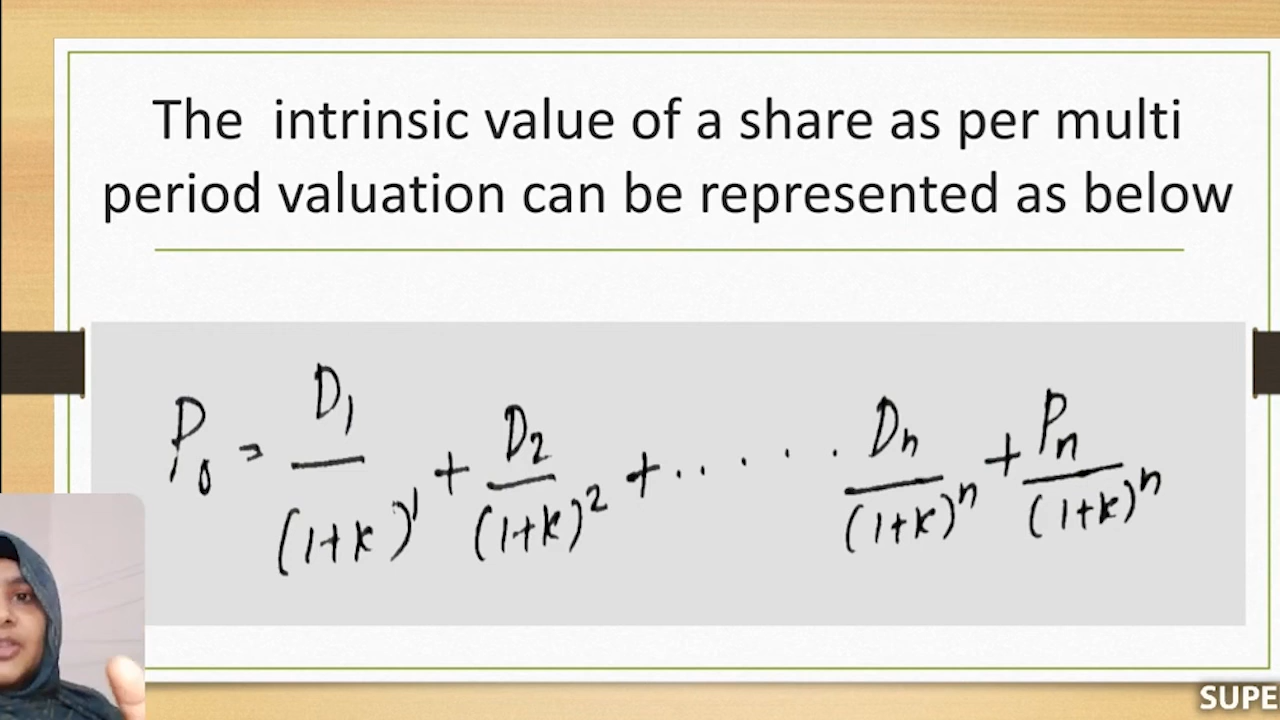 The intrinsic value of a share as per multi
period valuation can be represented as below
P₀ = D₁/(1+k)¹ + D₂/(1+k)² + ...... Dn/(1+k)ⁿ + Pn/(1+k)ⁿ
SUPE